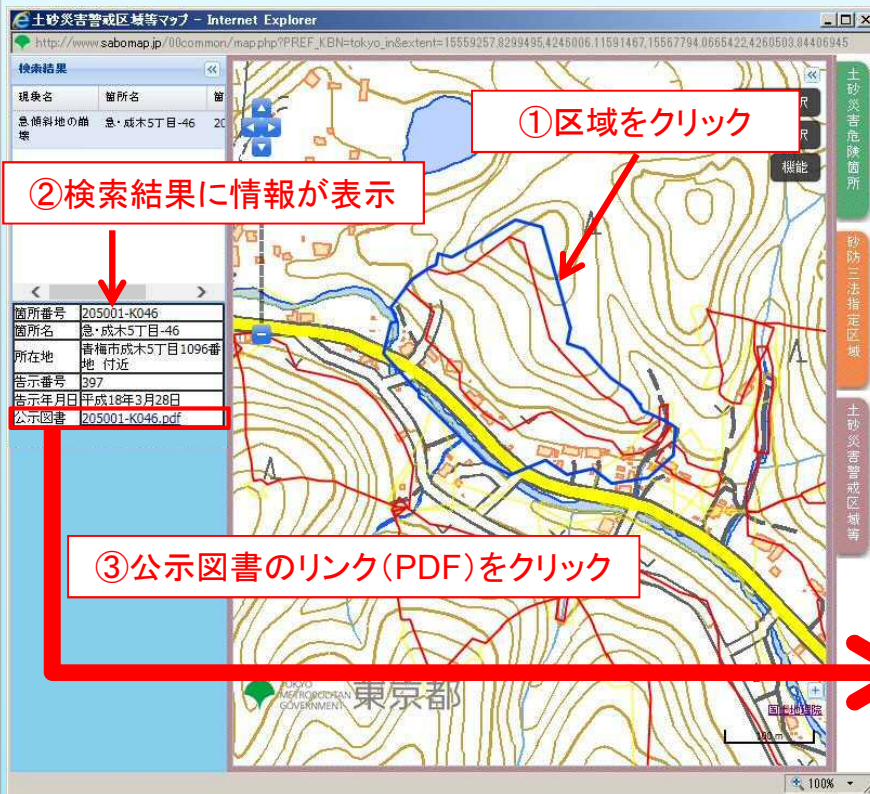 土砂災害警戒区域等マップ - Internet Explorer
http://www.sabomap.jp/00common/map.php?PREF_KBN=tokyo_in&extent=15559257.8299495,4246006.11591467,15567794.0665422,4260503.84406945
検索結果
現象名 箇所名 箇
急傾斜地の崩壊 急・成木5丁目-46 20
①区域をクリック
択
択
機能
②検索結果に情報が表示
箇所番号 205001-K046
箇所名 急・成木5丁目-46
所在地 青梅市成木5丁目1096番
地 付近
告示番号 397
告示年月日 平成18年3月28日
公示図書 205001-K046.pdf
③公示図書のリンク(PDF)をクリック
土砂災害危険箇所
砂防三法指定区域
土砂災害警戒区域等
TOKYO
METROPOLITAN
GOVERNMENT
東京都
国土地理院
100 m
100%